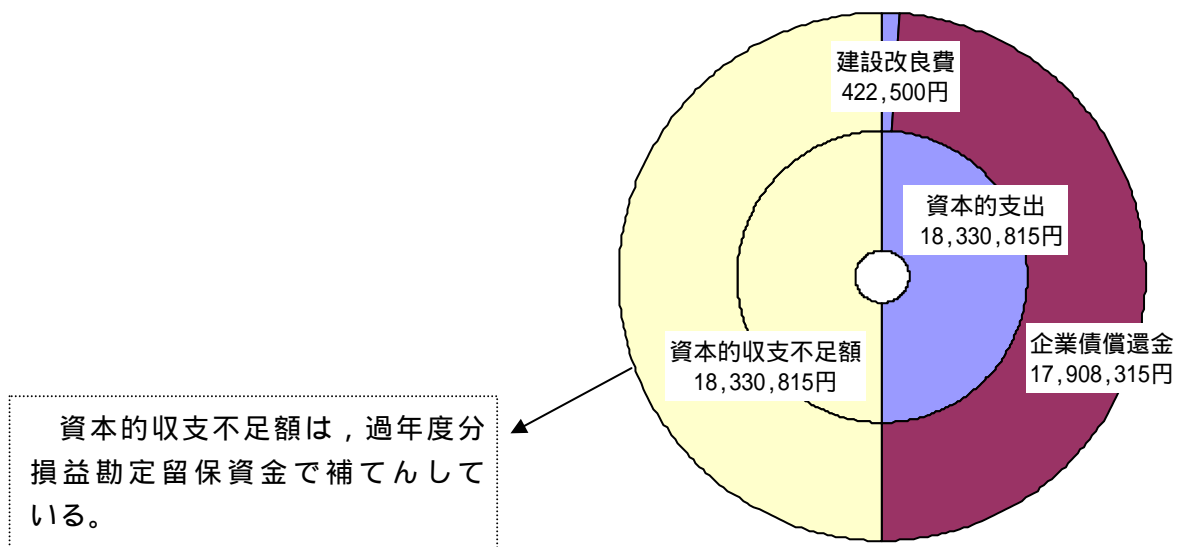 建設改良費
422,500円
資本的支出
18,330,815円
資本的収支不足額
18,330,815円
企業債償還金
17,908,315円
資本的収支不足額は，過年度分
損益勘定留保資金で補てんして
いる。